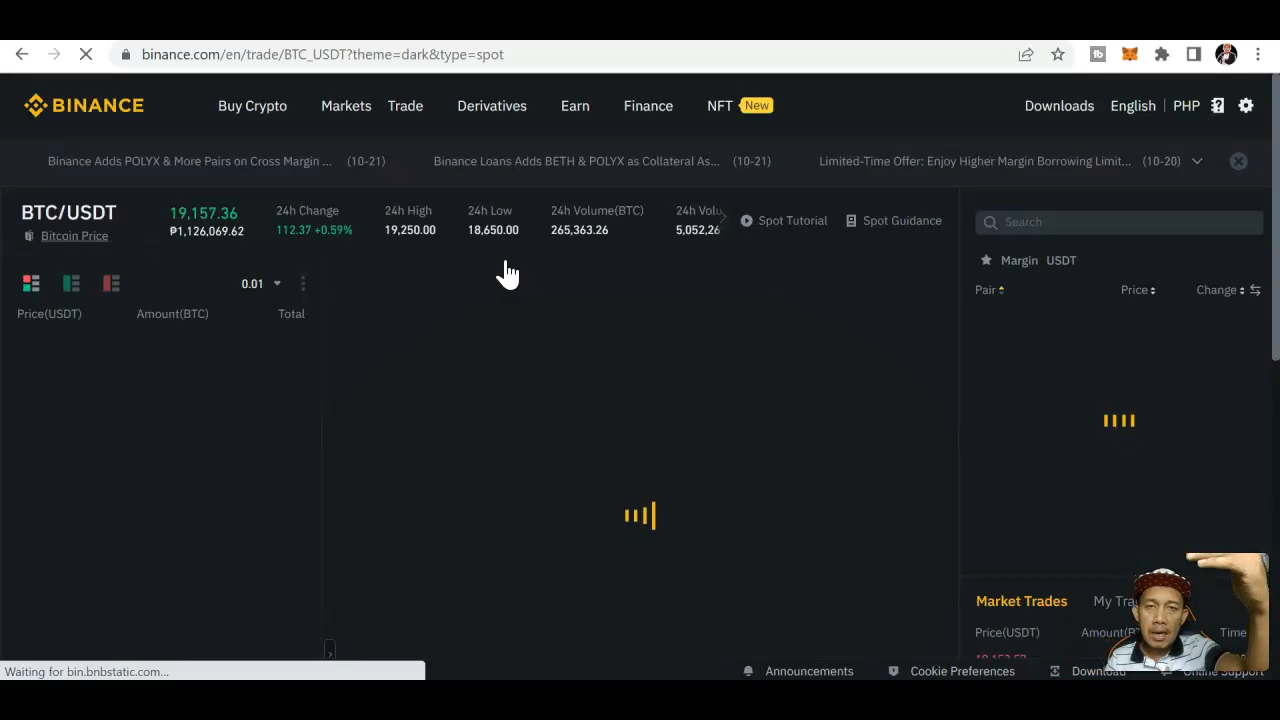 binance.com/en/trade/BTC_USDT?theme=dark&type=spot
BINANCE Buy Crypto Markets Trade Derivatives Earn Finance NFT New Downloads English | PHP
Binance Adds POLYX & More Pairs on Cross Margin ... (10-21) Binance Loans Adds BETH & POLYX as Collateral As... (10-21) Limited-Time Offer: Enjoy Higher Margin Borrowing Limit... (10-20)
BTC/USDT 19,157.36 24h Change 24h High 24h Low 24h Volume(BTC) 24h Volu Spot Tutorial Spot Guidance
Bitcoin Price ₱1,126,069.62 112.37 +0.59% 19,250.00 18,650.00 265,363.26 5,052,26
Search
Margin USDT
0.01
Pair Price Change
Price(USDT) Amount(BTC) Total
Market Trades My Tra
Price(USDT) Amount(B Time
Waiting for bin.bnbstatic.com...
Announcements Cookie Preferences Download Online Support